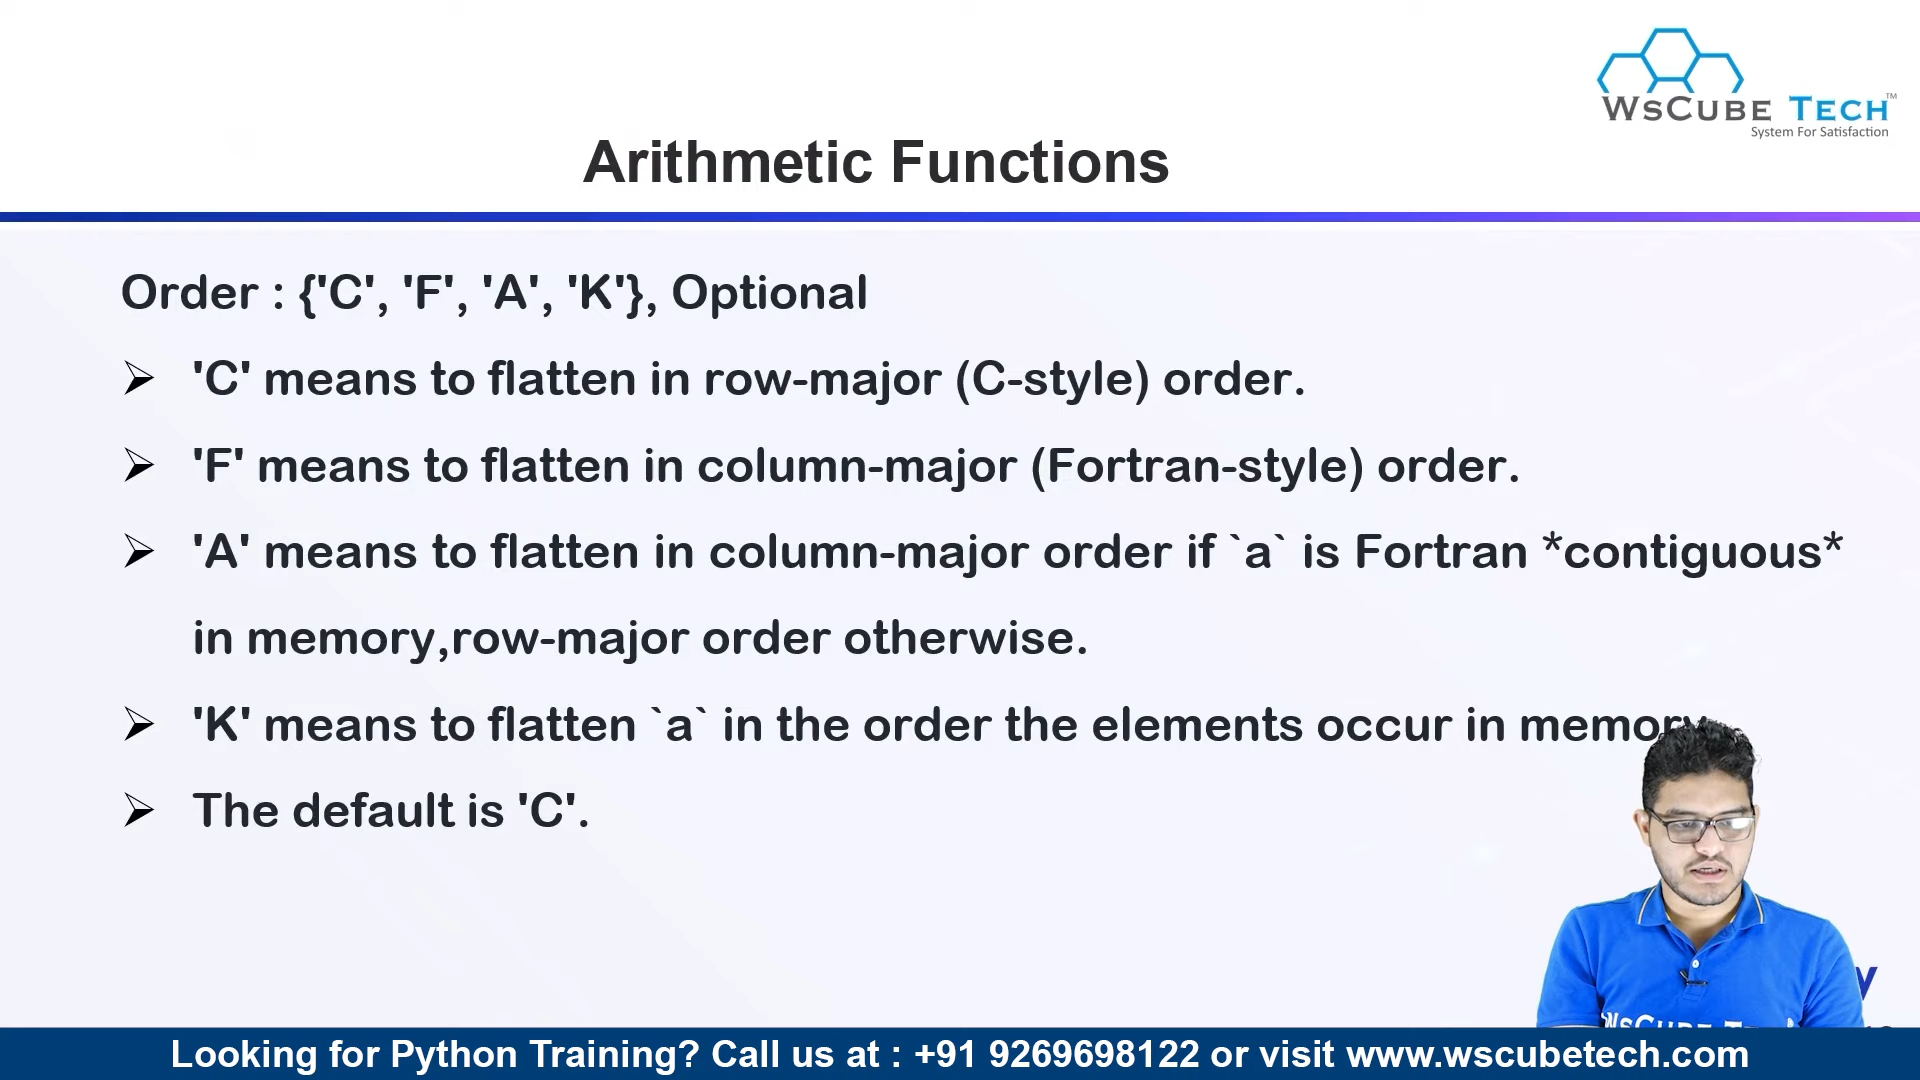 WsCube Tech™
System For Satisfaction
Arithmetic Functions
Order : {'C', 'F', 'A', 'K'}, Optional
➢ 'C' means to flatten in row-major (C-style) order.
➢ 'F' means to flatten in column-major (Fortran-style) order.
➢ 'A' means to flatten in column-major order if `a` is Fortran *contiguous*
in memory,row-major order otherwise.
➢ 'K' means to flatten `a` in the order the elements occur in memory
➢ The default is 'C'.
WsCube
Looking for Python Training? Call us at : +91 9269698122 or visit www.wscubetech.com